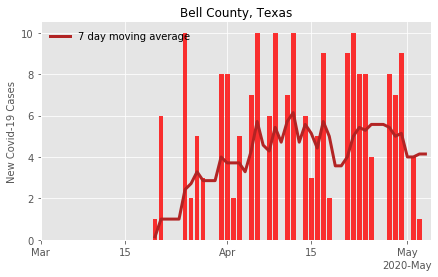 Bell County, Texas
7 day moving average
New Covid-19 Cases
10
8
6
4
2
0
Mar
15
Apr
15
May
2020-May